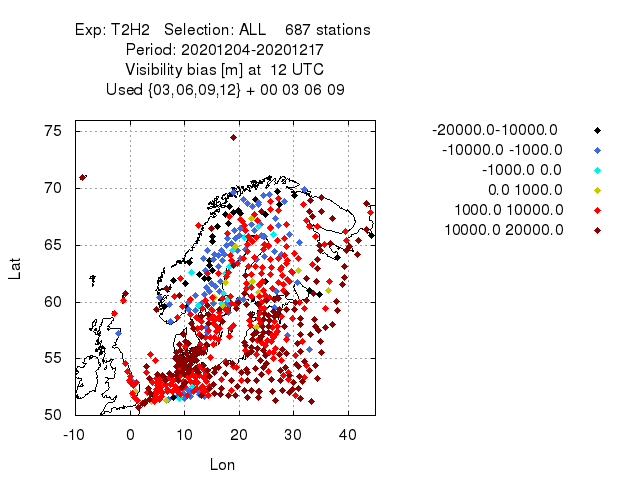 Exp: T2H2 Selection: ALL 687 stations
Period: 20201204-20201217
Visibility bias [m] at 12 UTC
Used {03,06,09,12} + 00 03 06 09
-20000.0-10000.0
-10000.0 -1000.0
-1000.0 0.0
0.0 1000.0
1000.0 10000.0
10000.0 20000.0
75
70
65
60
55
50
Lat
-10 0 10 20 30 40
Lon